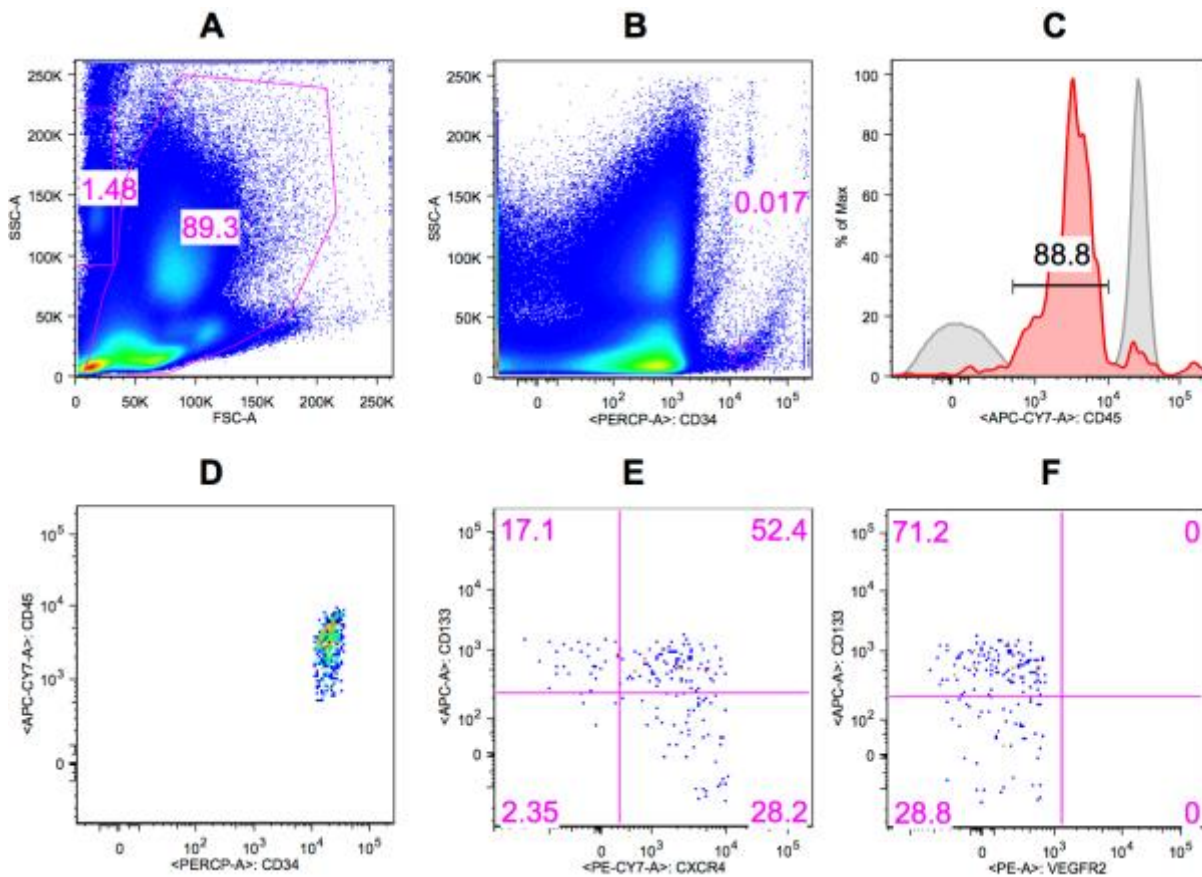 A
SSC-A
250K
200K
150K
100K
50K
0
1.48
89.3
0 50K 100K 150K 200K 250K
FSC-A
B
SSC-A
250K
200K
150K
100K
50K
0
0.017
0 10² 10³ 10⁴ 10⁵
<PERCP-A>: CD34
C
% of Max
100
80
60
40
20
0
88.8
0 10³ 10⁴ 10⁵
<APC-CY7-A>: CD45
D
<APC-CY7-A>: CD45
10⁵
10⁴
10³
0
0 10² 10³ 10⁴ 10⁵
<PERCP-A>: CD34
E
<APC-A>: CD133
10⁵
10⁴
10³
10²
0
17.1 52.4
2.35 28.2
0 10³ 10⁴ 10⁵
<PE-CY7-A>: CXCR4
F
<APC-A>: CD133
10⁵
10⁴
10³
10²
0
71.2 0
28.8 0
0 10³ 10⁴ 10⁵
<PE-A>: VEGFR2